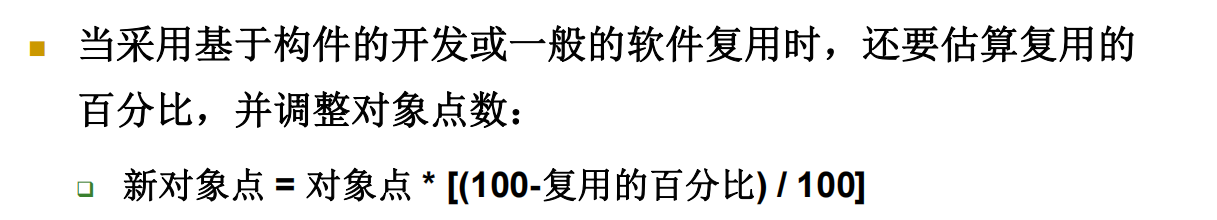 当采用基于构件的开发或一般的软件复用时，还要估算复用的
百分比，并调整对象点数：
新对象点 = 对象点 * [(100-复用的百分比) / 100]